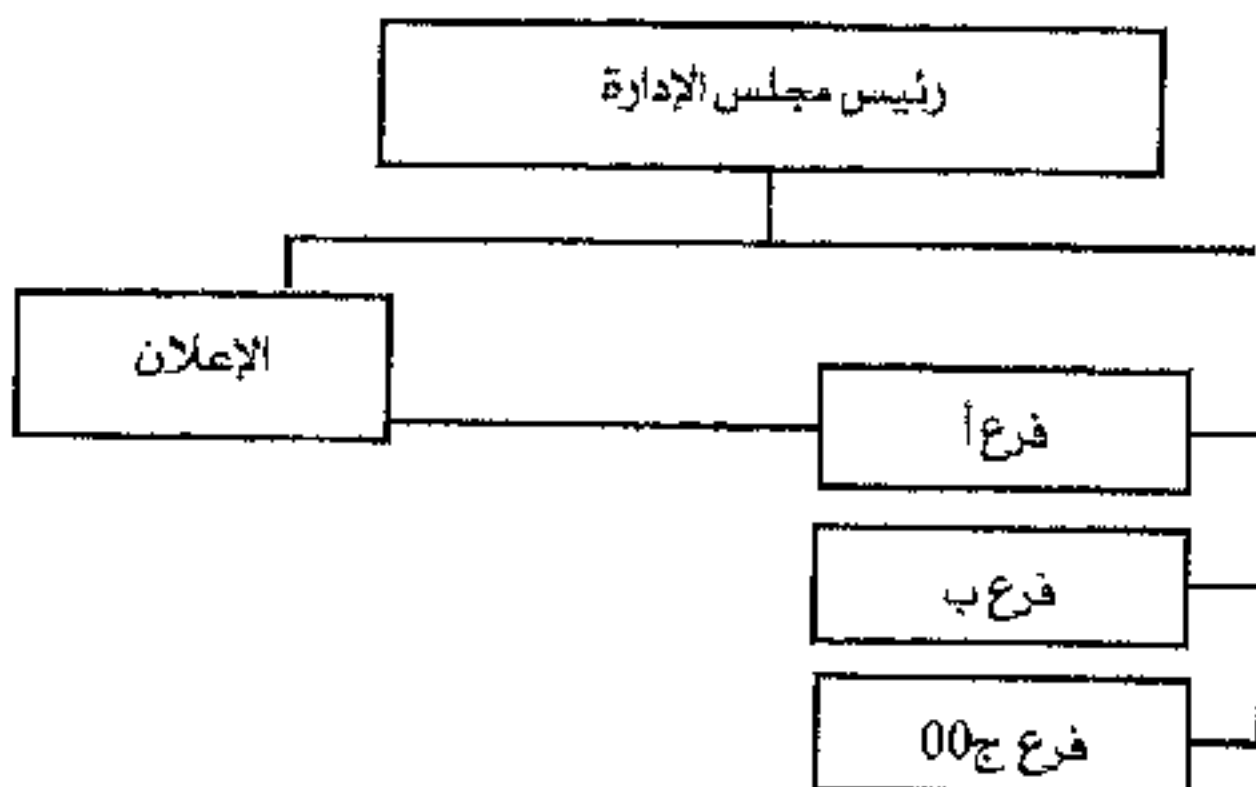 رئيس مجلس الإدارة
الإعلان
فرع أ
فرع ب
فرع ج00